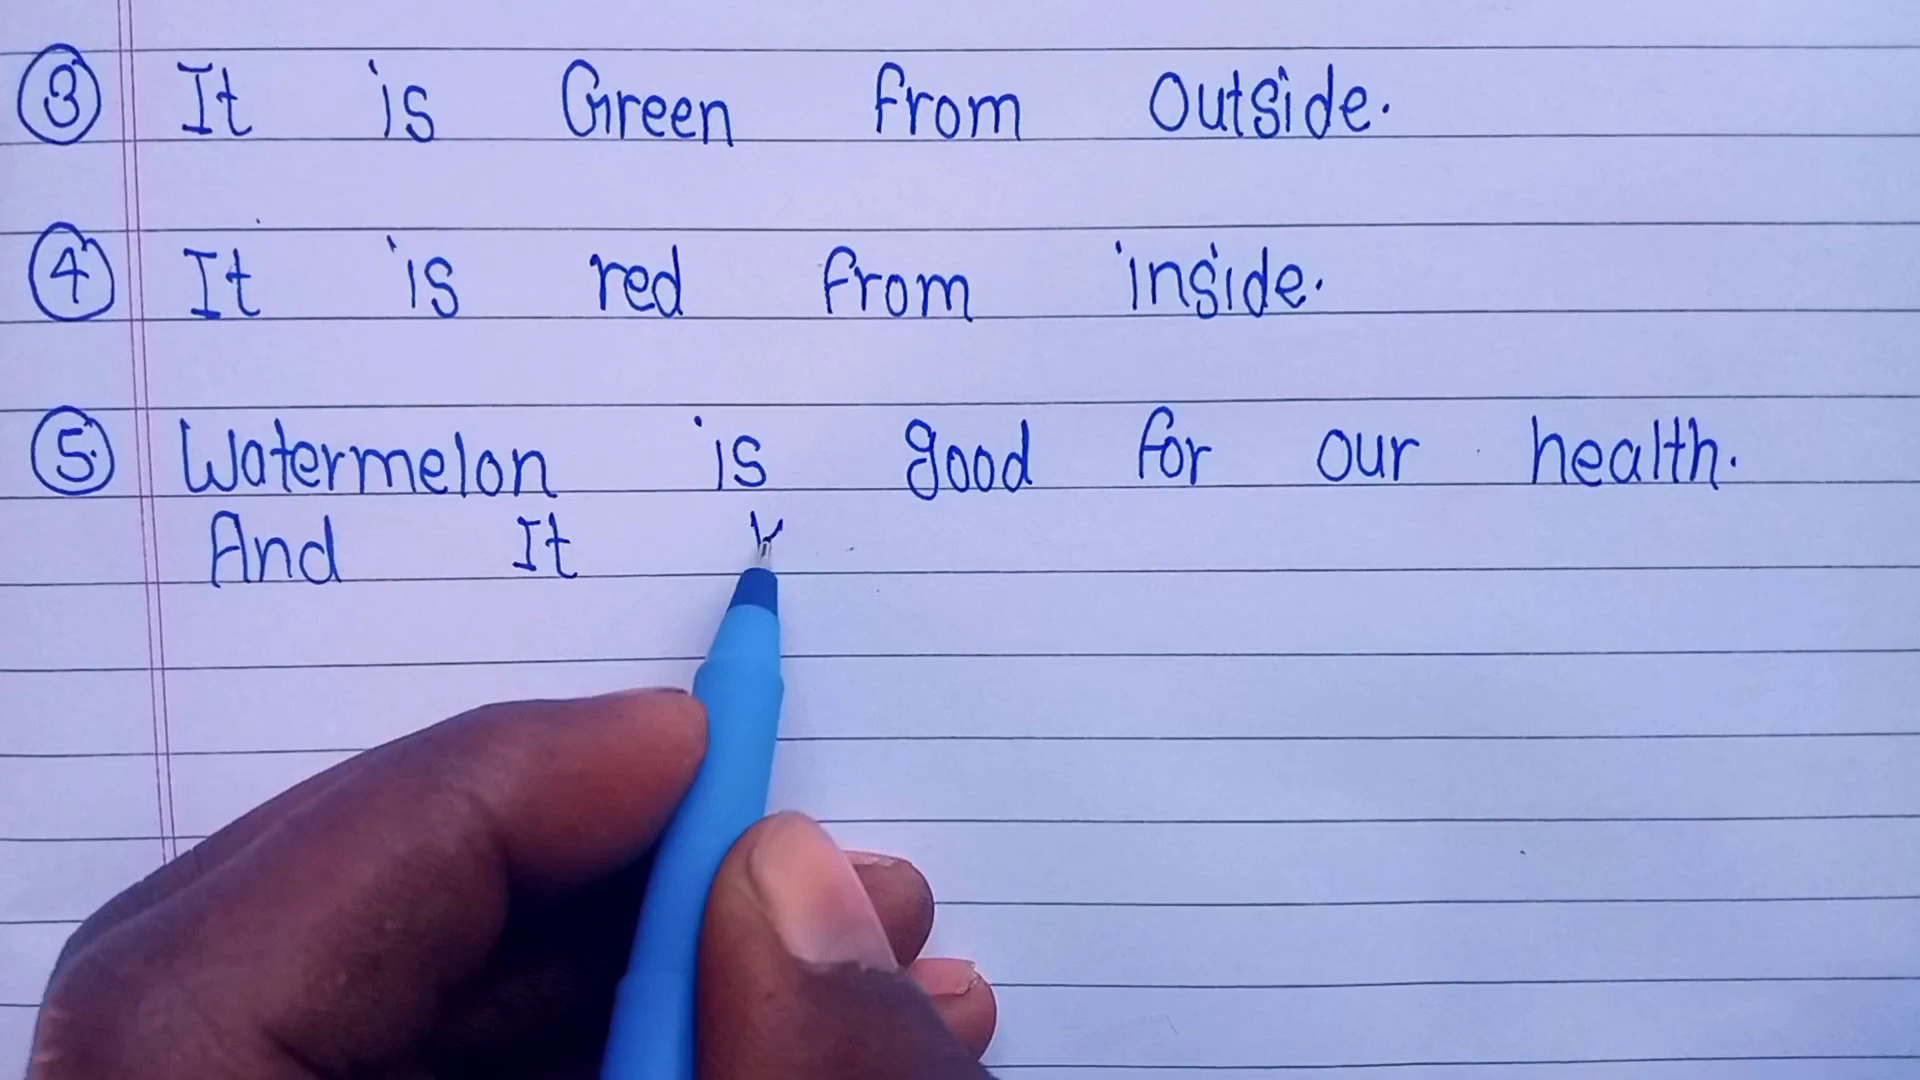 3 It is Green from Outside.
4 It is red from inside.
5 Watermelon is good for our health.
And It